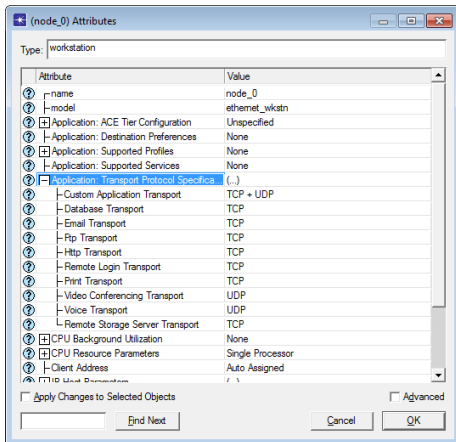 (node_0) Attributes
Type: workstation
Attribute Value
name node_0
model ethernet_wkstn
Application: ACE Tier Configuration Unspecified
Application: Destination Preferences None
Application: Supported Profiles None
Application: Supported Services None
Application: Transport Protocol Specifica... (...)
Custom Application Transport TCP + UDP
Database Transport TCP
Email Transport TCP
Ftp Transport TCP
Http Transport TCP
Remote Login Transport TCP
Print Transport TCP
Video Conferencing Transport UDP
Voice Transport UDP
Remote Storage Server Transport TCP
CPU Background Utilization None
CPU Resource Parameters Single Processor
Client Address Auto Assigned
IP Host Parameters (...)
Apply Changes to Selected Objects Advanced
Find Next Cancel OK